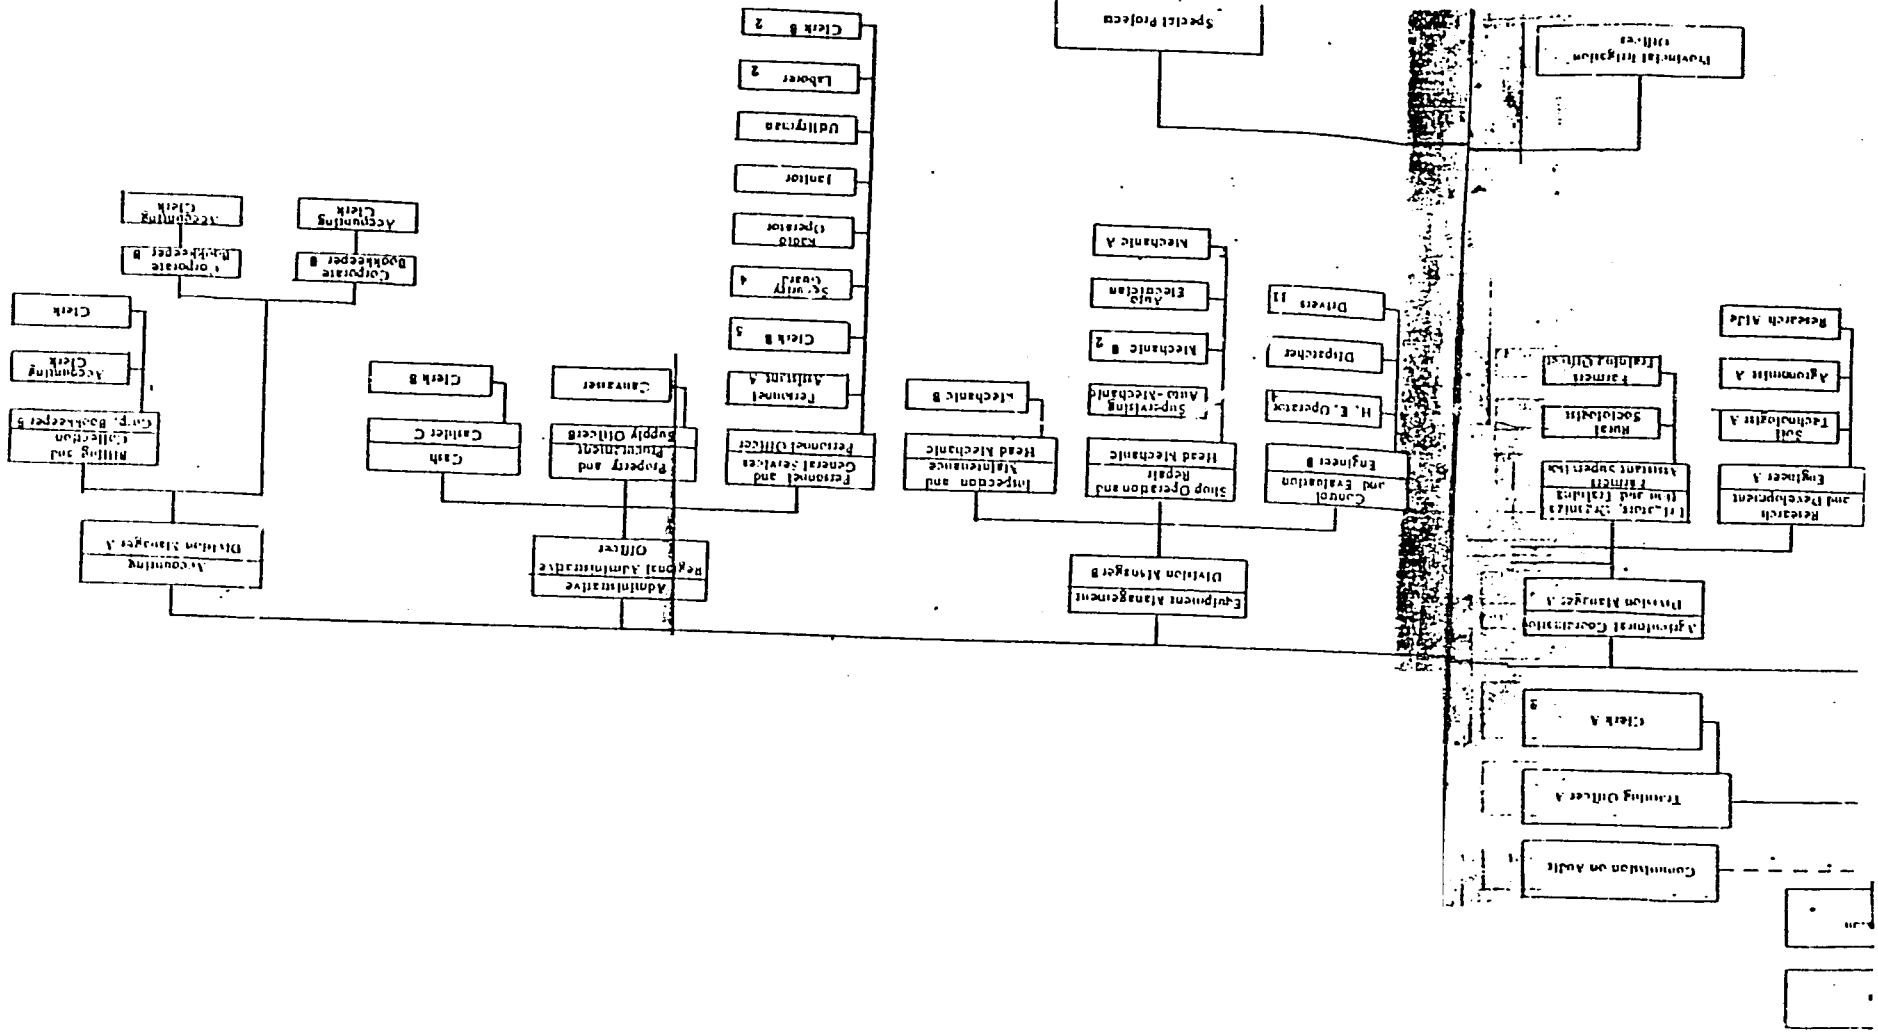 Commission on Audit
Training Officer A
Clerk A
Agricultural Coordination
Division Manager A
Equipment Management
Division Manager B
Administrative
Regional Administrative
Officer
Accounting
Division Manager A
Research
and Development
Engineer A
Soil
Technologist A
Agronomist A
Research Aide
tion and Training
Farmers
Assistant Supervisor
Rural
Sociologist
Farmers
Training Officer
Control
and Evaluation
Engineer B
H. E. Operator
Dispatcher
Drivers
11
Shop Operation and
Repair
Head Mechanic
Supervising
Auto-Mechanic
Mechanic B 2
Auto
Electrician
Mechanic A
Inspection and
Maintenance
Head Mechanic
Mechanic B
Personnel and
General Services
Personnel Officer
Personnel
Assistant A
Clerk B 5
Security
Guard 4
Radio
Operator
Janitor
Utilityman
Laborer 2
Clerk B 2
Property and
Procurement
Supply Officer B
Canvasser
Cash
Cashier C
Clerk B
Corporate
Bookkeeper B
Accounting
Clerk
Corporate
Bookkeeper B
Accounting
Clerk
Billing and
Collection
Corp. Bookkeeper
Accounting
Clerk
Clerk
Provincial Irrigation
Offices
Special Projects